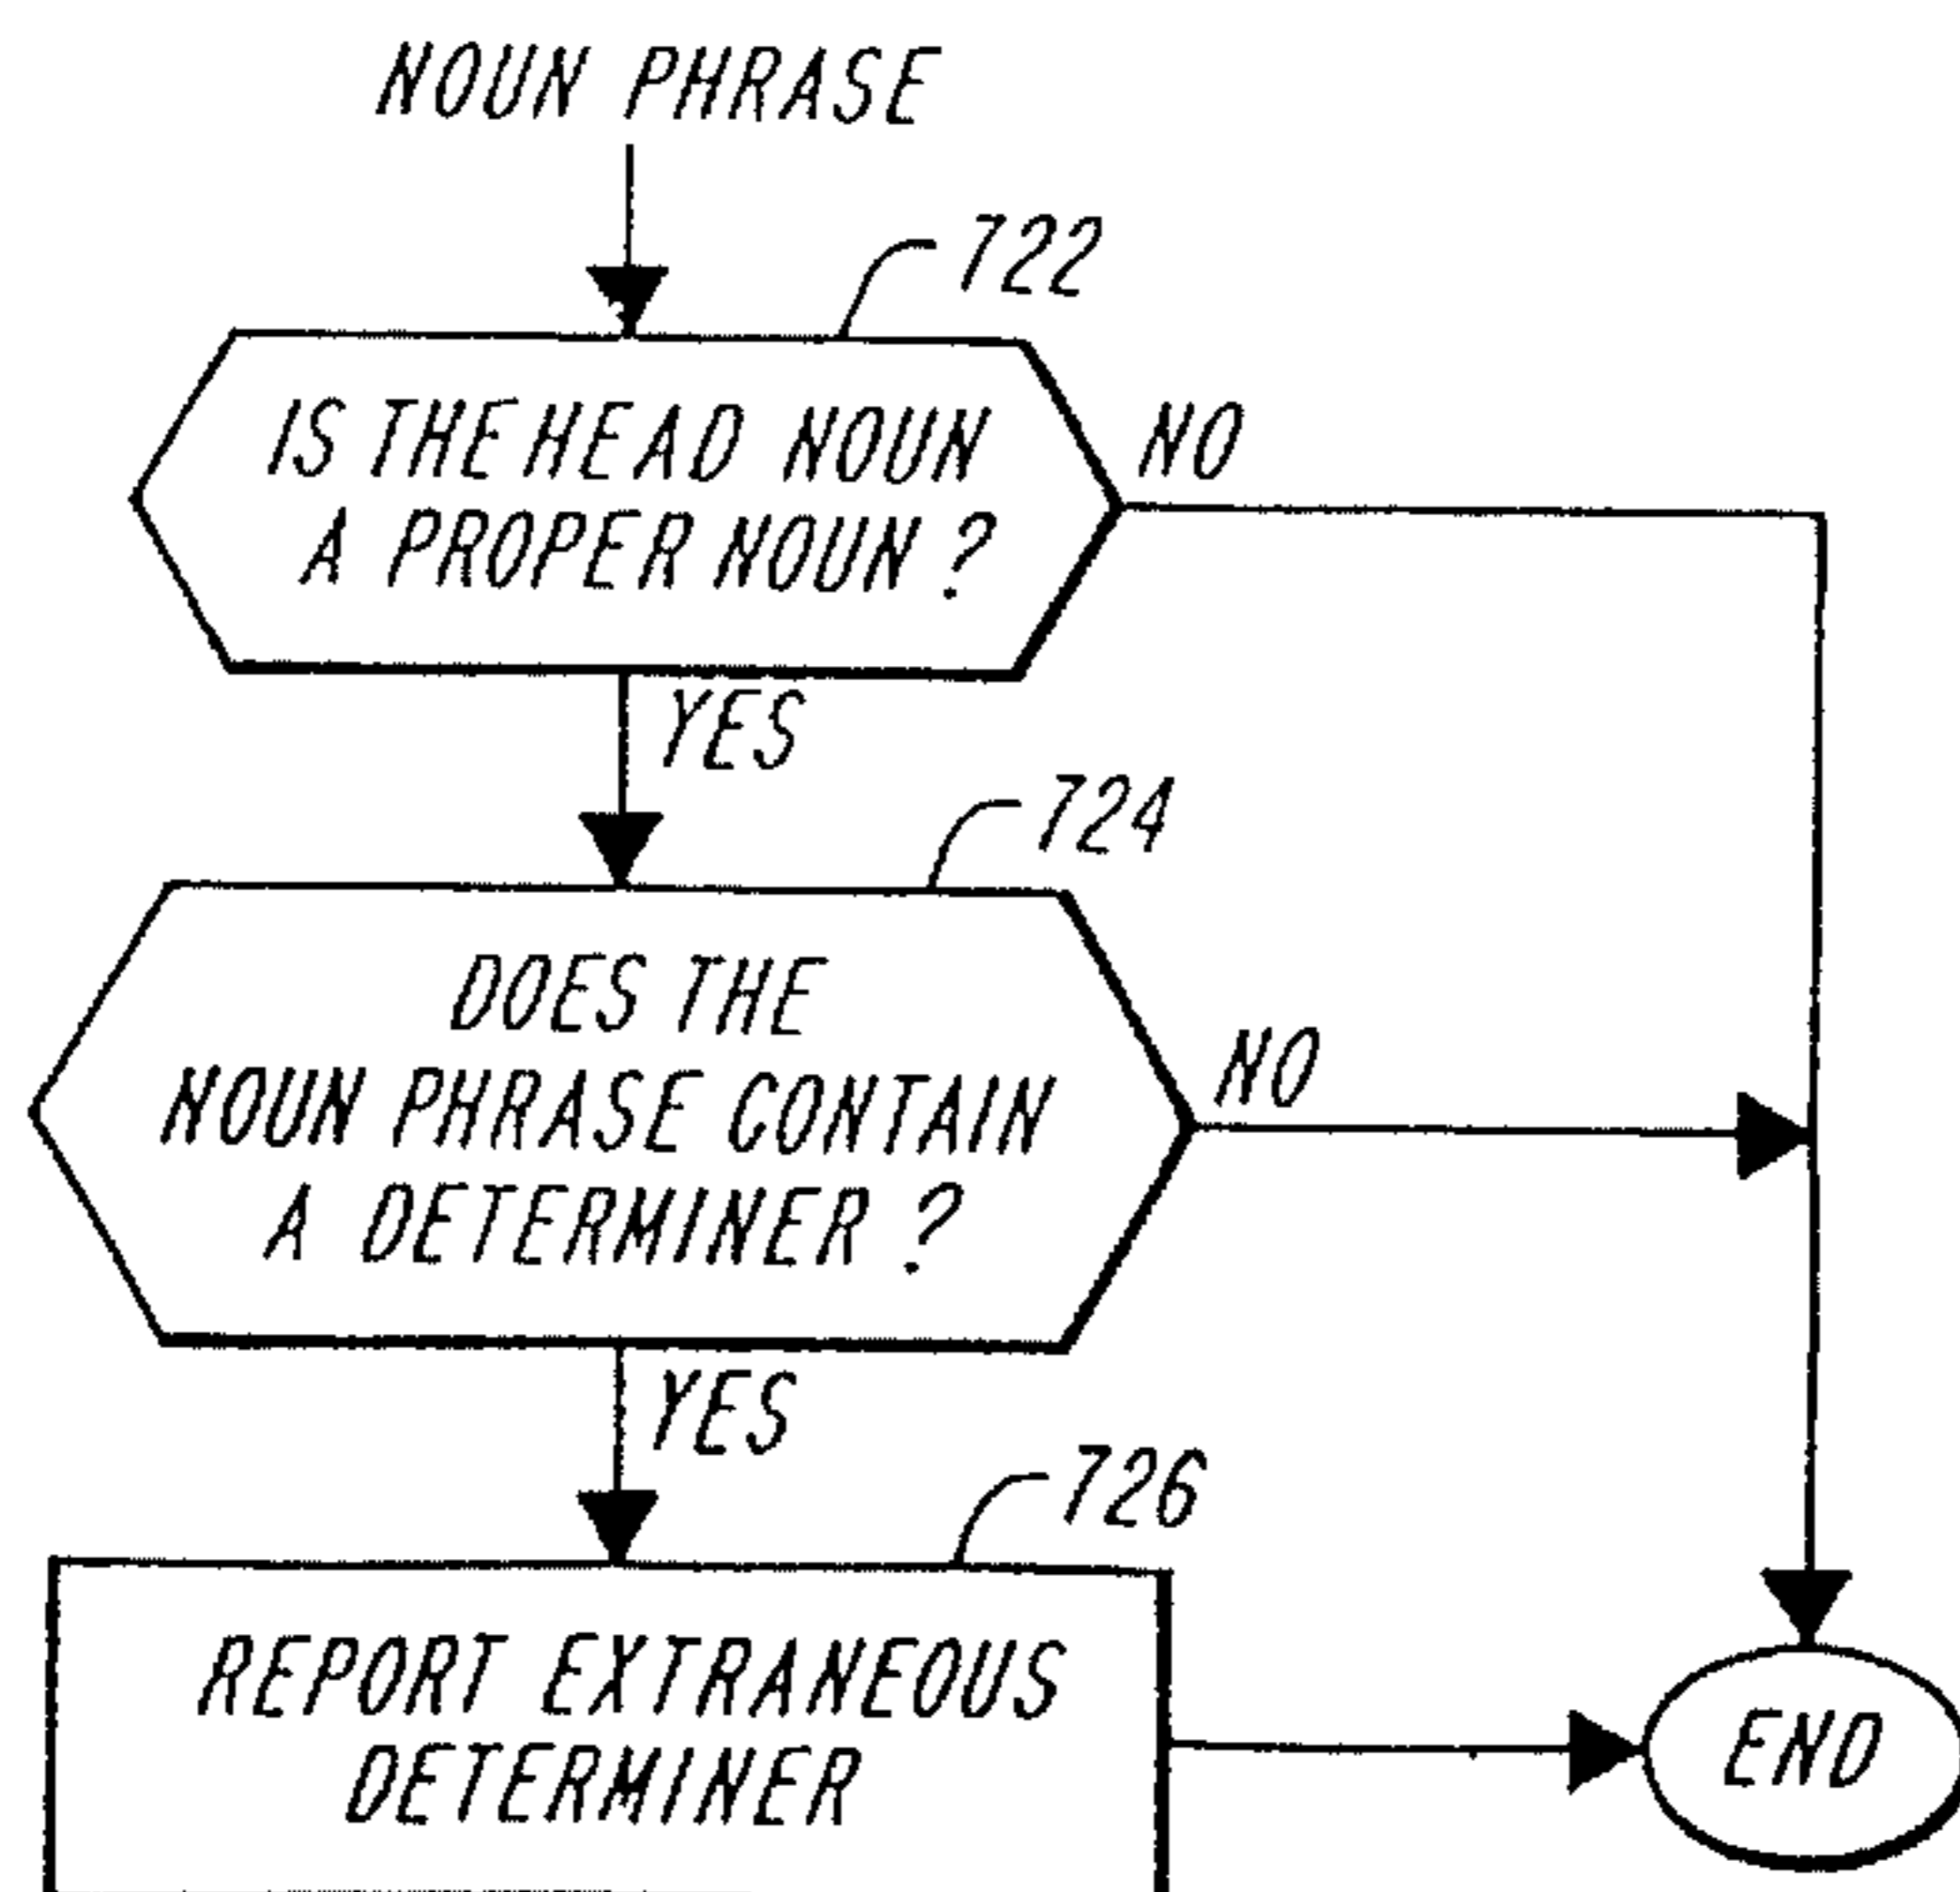 NOUN PHRASE
722
IS THE HEAD NOUN
A PROPER NOUN ?
NO
YES
724
DOES THE
NOUN PHRASE CONTAIN
A DETERMINER ?
NO
YES
726
REPORT EXTRANEOUS
DETERMINER
END